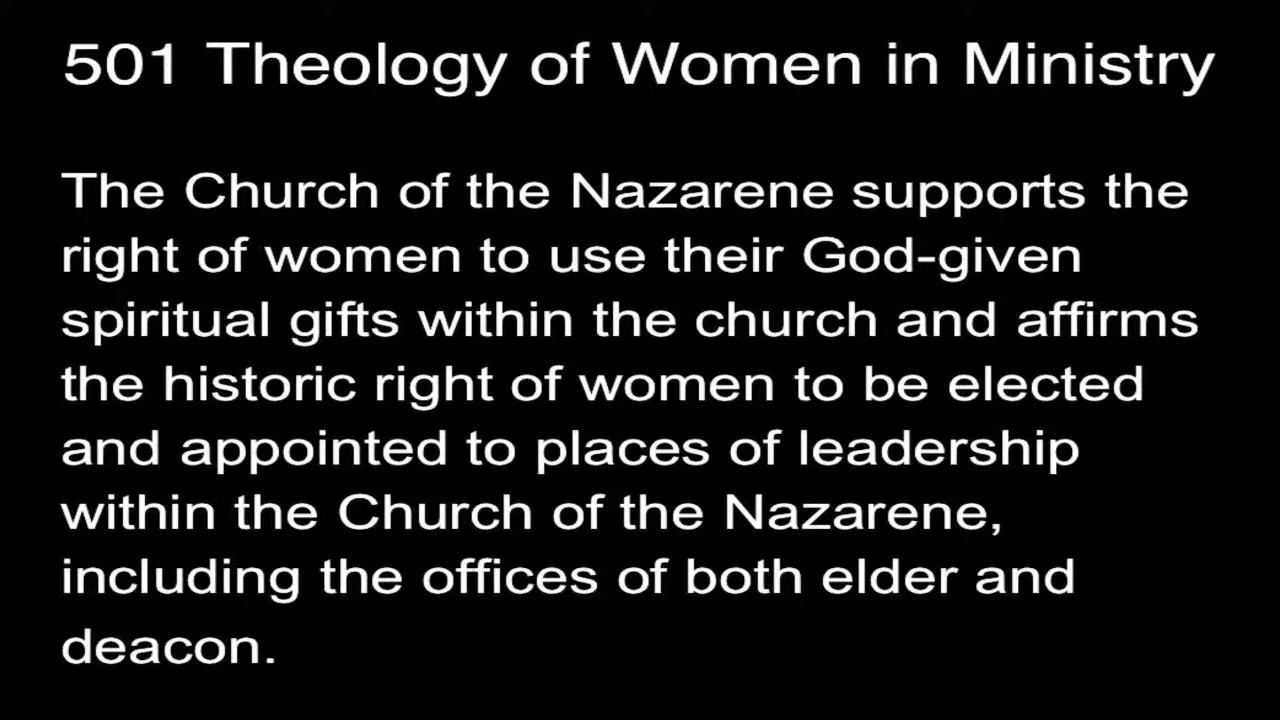 501 Theology of Women in Ministry
The Church of the Nazarene supports the
right of women to use their God-given
spiritual gifts within the church and affirms
the historic right of women to be elected
and appointed to places of leadership
within the Church of the Nazarene,
including the offices of both elder and
deacon.